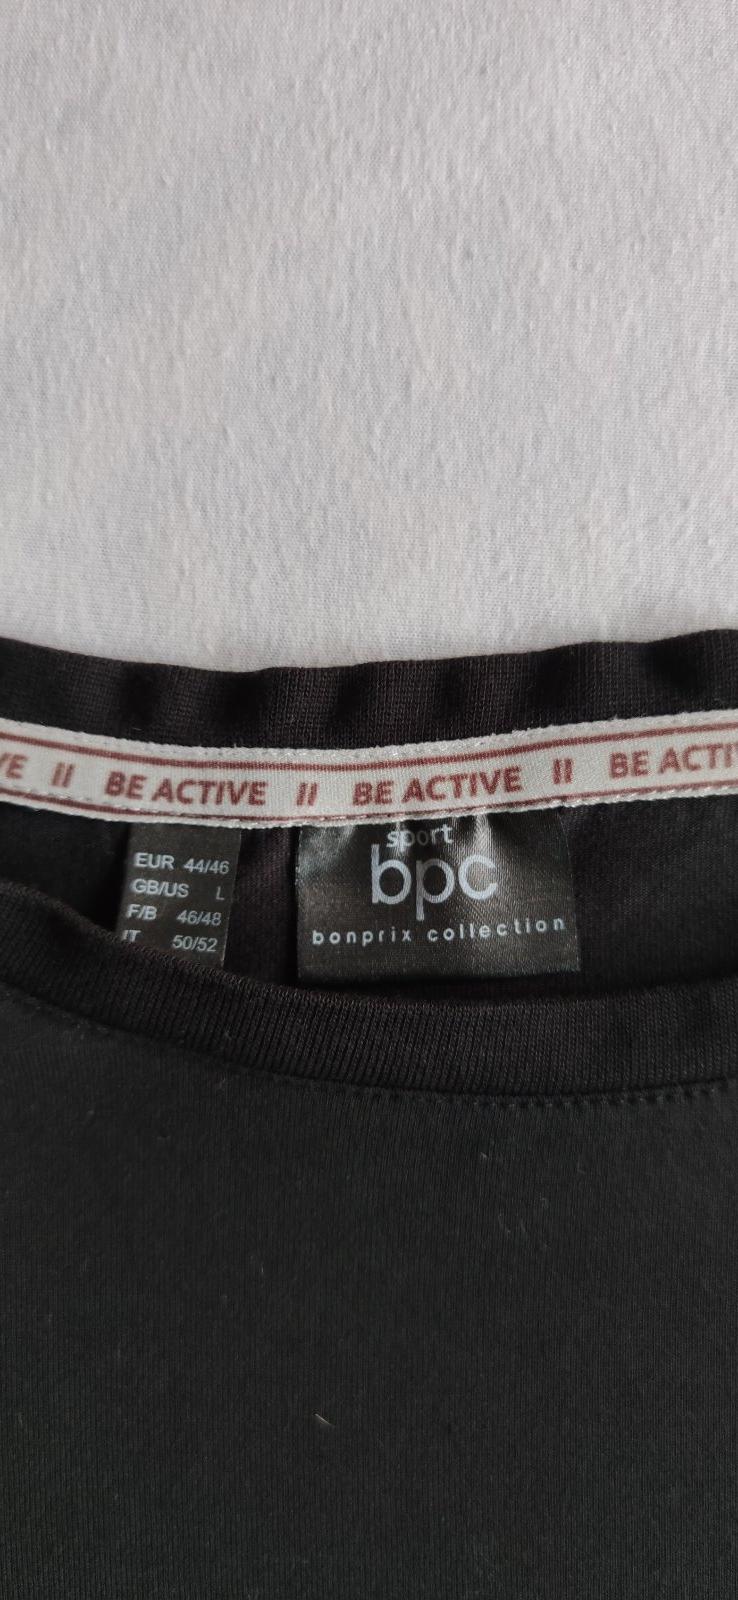 VE II BE ACTIVE II BE ACTIVE II BE ACTIV
EUR 44/46
GB/US L
F/B 46/48
IT 50/52
sport
bpc
bonprix collection